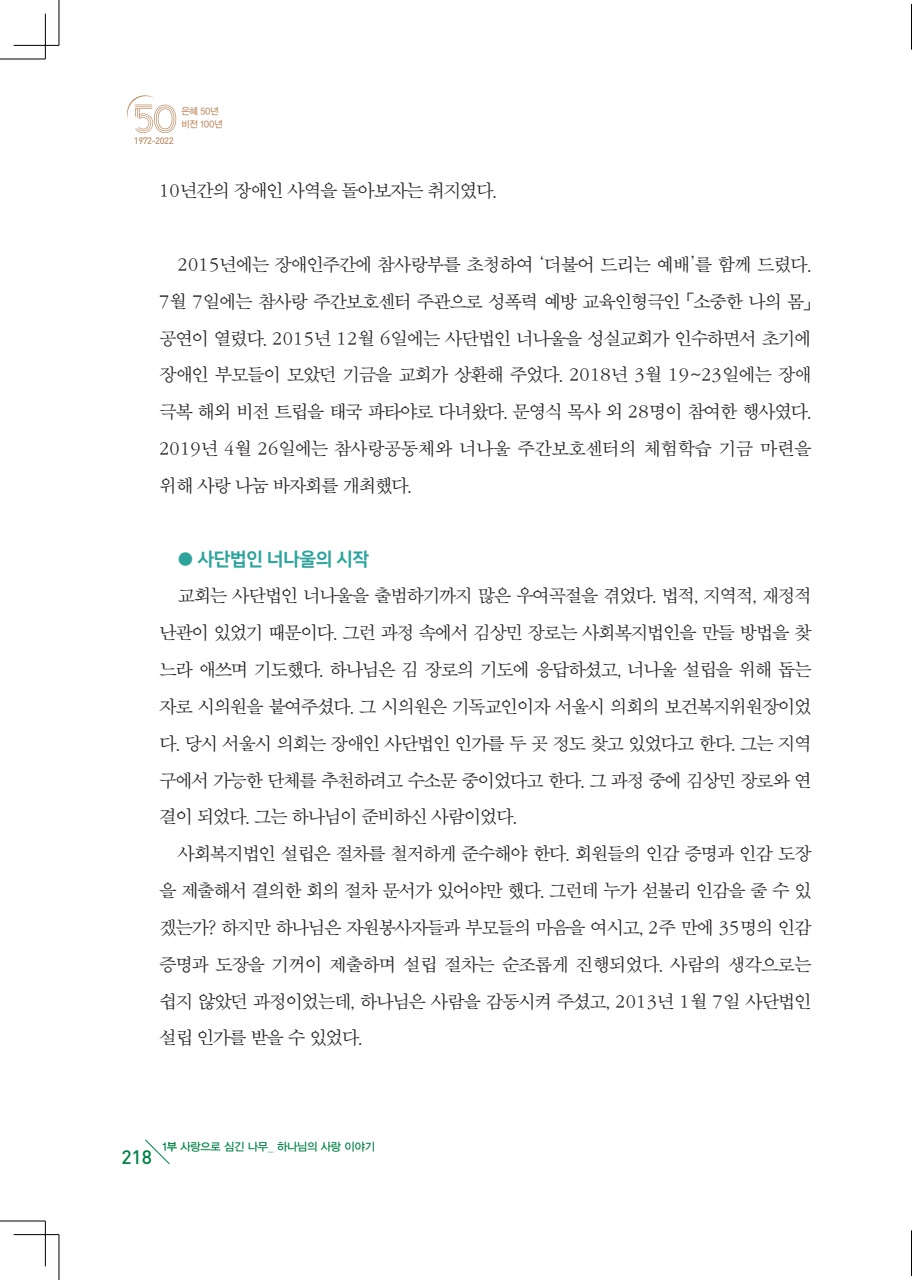 50
은혜 50년
비전 100년
1972-2022
10년간의 장애인 사역을 돌아보자는 취지였다.
2015년에는 장애인주간에 참사랑부를 초청하여 ‘더불어 드리는 예배’를 함께 드렸다.
7월 7일에는 참사랑 주간보호센터 주관으로 성폭력 예방 교육인형극인 「소중한 나의 몸」
공연이 열렸다. 2015년 12월 6일에는 사단법인 너나울을 성실교회가 인수하면서 초기에
장애인 부모들이 모았던 기금을 교회가 상환해 주었다. 2018년 3월 19~23일에는 장애
극복 해외 비전 트립을 태국 파타야로 다녀왔다. 문영식 목사 외 28명이 참여한 행사였다.
2019년 4월 26일에는 참사랑공동체와 너나울 주간보호센터의 체험학습 기금 마련을
위해 사랑 나눔 바자회를 개최했다.
● 사단법인 너나울의 시작
교회는 사단법인 너나울을 출범하기까지 많은 우여곡절을 겪었다. 법적, 지역적, 재정적
난관이 있었기 때문이다. 그런 과정 속에서 김상민 장로는 사회복지법인을 만들 방법을 찾
느라 애쓰며 기도했다. 하나님은 김 장로의 기도에 응답하셨고, 너나울 설립을 위해 돕는
자로 시의원을 붙여주셨다. 그 시의원은 기독교인이자 서울시 의회의 보건복지위원장이었
다. 당시 서울시 의회는 장애인 사단법인 인가를 두 곳 정도 찾고 있었다고 한다. 그는 지역
구에서 가능한 단체를 추천하려고 수소문 중이었다고 한다. 그 과정 중에 김상민 장로와 연
결이 되었다. 그는 하나님이 준비하신 사람이었다.
사회복지법인 설립은 절차를 철저하게 준수해야 한다. 회원들의 인감 증명과 인감 도장
을 제출해서 결의한 회의 절차 문서가 있어야만 했다. 그런데 누가 섣불리 인감을 줄 수 있
겠는가? 하지만 하나님은 자원봉사자들과 부모들의 마음을 여시고, 2주 만에 35명의 인감
증명과 도장을 기꺼이 제출하며 설립 절차는 순조롭게 진행되었다. 사람의 생각으로는
쉽지 않았던 과정이었는데, 하나님은 사람을 감동시켜 주셨고, 2013년 1월 7일 사단법인
설립 인가를 받을 수 있었다.
218 1부 사랑으로 심긴 나무_ 하나님의 사랑 이야기